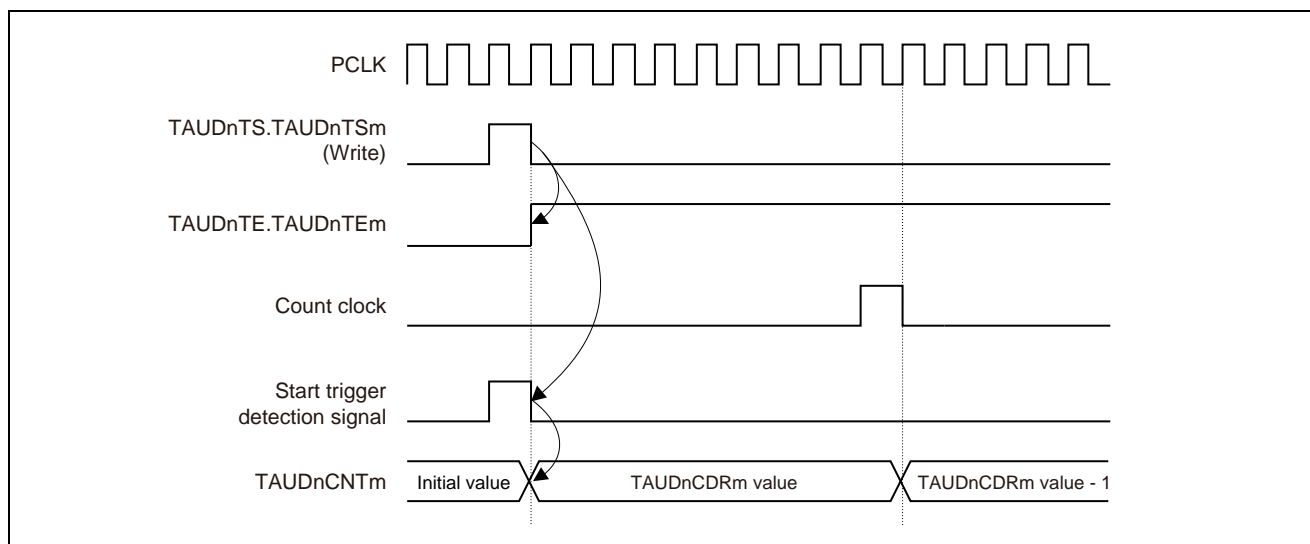 PCLK
TAUDnTS.TAUDnTSm
(Write)
TAUDnTE.TAUDnTEm
Count clock
Start trigger
detection signal
TAUDnCNTm
Initial value
TAUDnCDRm value
TAUDnCDRm value - 1